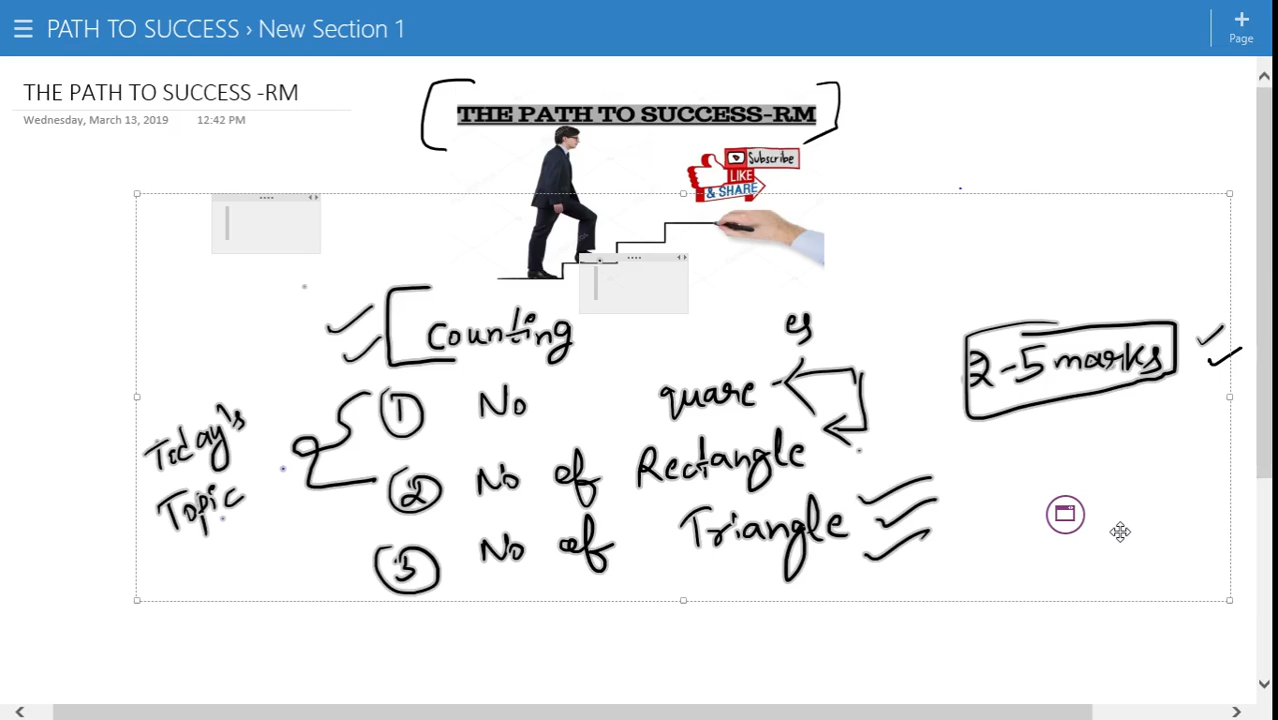 PATH TO SUCCESS › New Section 1
Page
THE PATH TO SUCCESS -RM
Wednesday, March 13, 2019 12:42 PM
THE PATH TO SUCCESS-RM
Subscribe
LIKE
& SHARE
Counting
es
2-5 marks
1 No quare
Today's
Topic
2 No of Rectangle
3 No of Triangle